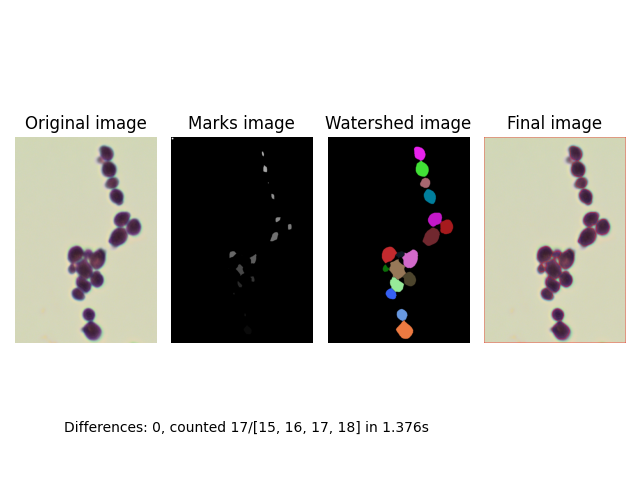 Original image
Marks image
Watershed image
Final image
Differences: 0, counted 17/[15, 16, 17, 18] in 1.376s